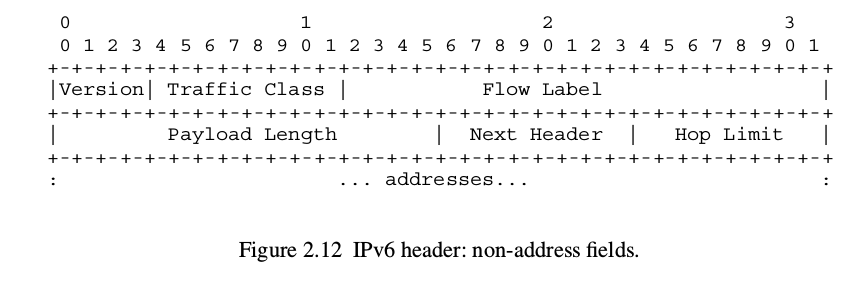 0                   1                   2                   3
 0 1 2 3 4 5 6 7 8 9 0 1 2 3 4 5 6 7 8 9 0 1 2 3 4 5 6 7 8 9 0 1
+-+-+-+-+-+-+-+-+-+-+-+-+-+-+-+-+-+-+-+-+-+-+-+-+-+-+-+-+-+-+-+-+
|Version| Traffic Class |           Flow Label                  |
+-+-+-+-+-+-+-+-+-+-+-+-+-+-+-+-+-+-+-+-+-+-+-+-+-+-+-+-+-+-+-+-+
|         Payload Length        |  Next Header  |   Hop Limit   |
+-+-+-+-+-+-+-+-+-+-+-+-+-+-+-+-+-+-+-+-+-+-+-+-+-+-+-+-+-+-+-+-+
:                       ... addresses...                        :
Figure 2.12 IPv6 header: non-address fields.